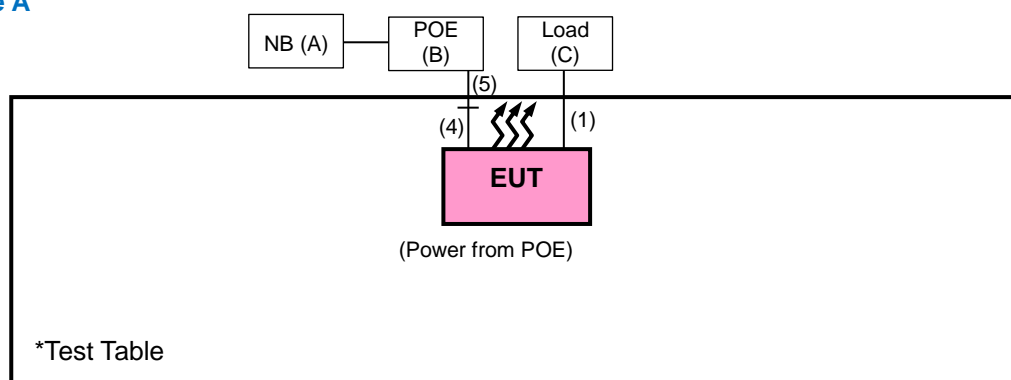 A
NB (A)
POE
(B)
Load
(C)
(5)
(4)
(1)
EUT
(Power from POE)
*Test Table